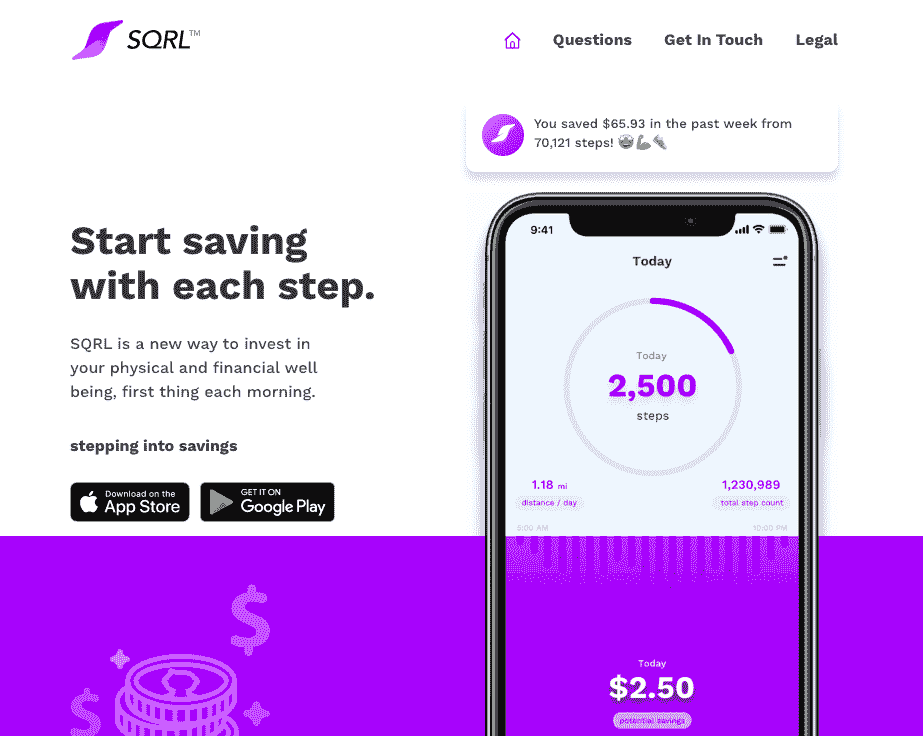 SQRL™
Questions
Get In Touch
Legal
You saved $65.93 in the past week from
70,121 steps! 🤩💪🥕
Start saving
with each step.
SQRL is a new way to invest in
your physical and financial well
being, first thing each morning.
stepping into savings
Download on the
App Store
GET IT ON
Google Play
9:41
Today
Today
2,500
steps
1.18 mi
distance / day
1,230,989
total step count
5:00 AM
10:00 PM
Today
$2.50